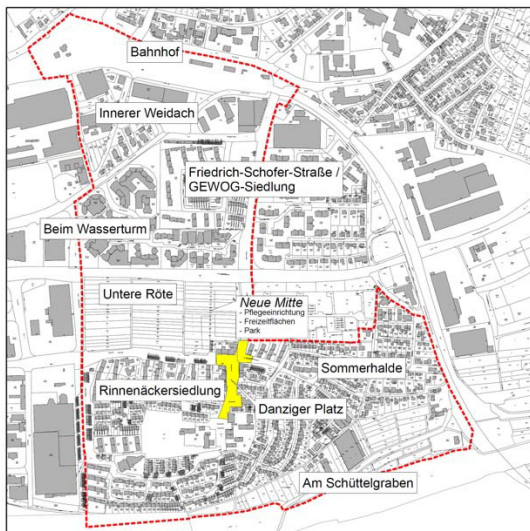 Bahnhof
Innerer Weidach
Friedrich-Schofer-Straße /
GEWOG-Siedlung
Beim Wasserturm
Untere Röte
Neue Mitte
- Pflegeeinrichtung
- Freizeitflächen
- Park
Sommerhalde
Rinnenäckersiedlung
Danziger Platz
Am Schüttelgraben